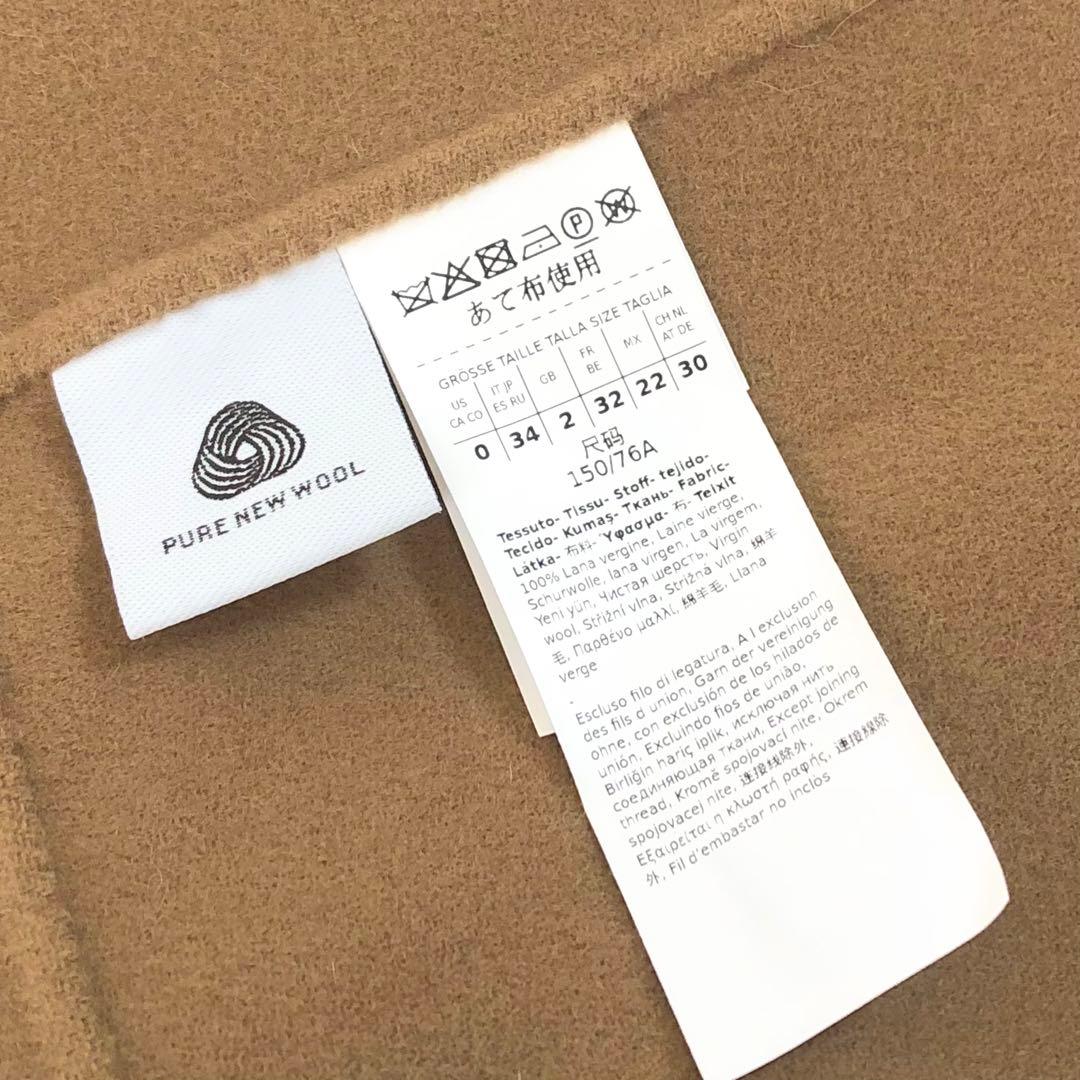 PURE NEW WOOL
P
W
あて布使用
GRÖSSE TAILLE TALLA SIZE TAGLIA
US CA CO
IT JP ES RU
GB
FR BE
MX
CH NL AT DE
0 34 2 32 22 30
尺码
150/76A
Tessuto- Tissu- Stoff- tejido-
Tecido- Kumaş- Ткань- Fabric-
Látka- 布料- Ύφασμα- 布- Teixit
100% Lana vergine, Laine vierge,
Schurwolle, lana virgen, La virgem,
Yeni yün, Чистая шерсть, Virgin
wool, Střižní vlna, Strižná vlna, 綿羊
毛, Παρθένο μαλλί, 绵羊毛, Llana
verge
-
Escluso filo di legatura, A l exclusion
des fils d union, Garn der vereinigung
ohne, con exclusión de los hilados de
unión, Excluindo fios de união,
Birliğin hariç iplik, исключая нить
соединяющая ткани, Except joining
thread, Kromě spojovací nite, Okrem
spojovacej nite, 连接线除外,
Εξαιρείται η κλωστή ραφής, 連接線除
外, Fil d'embastar no inclòs